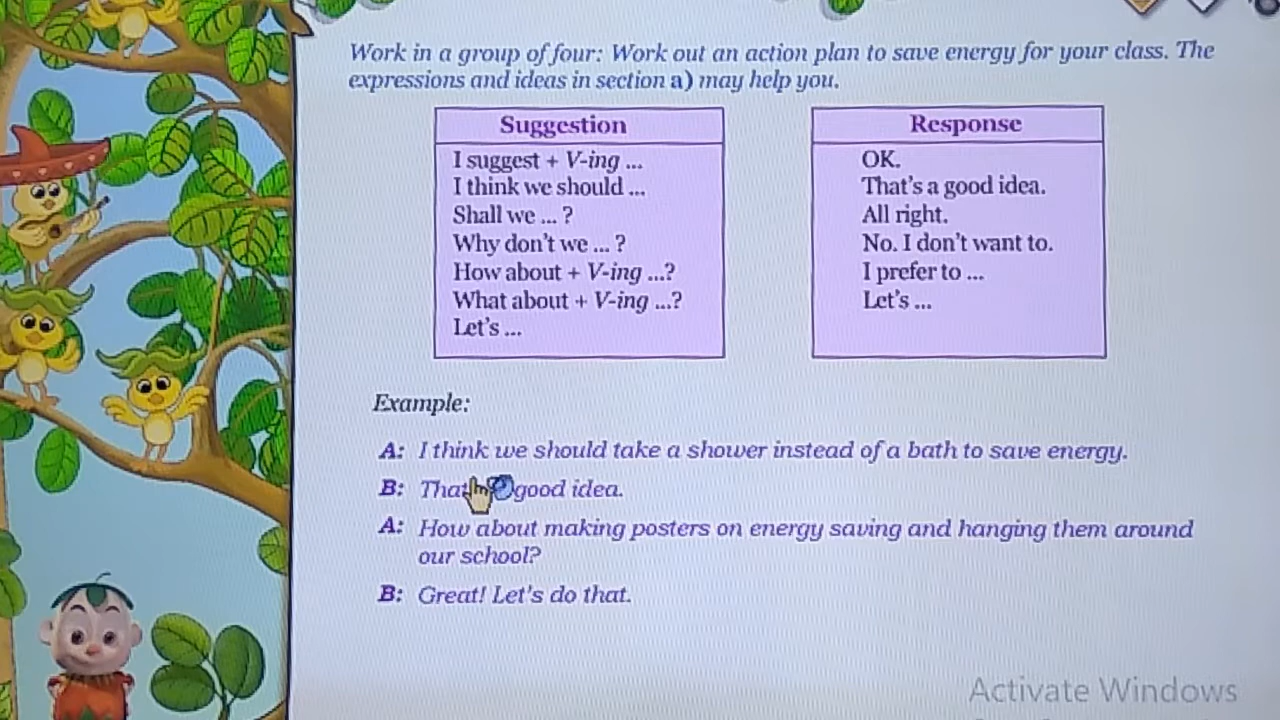 Work in a group of four: Work out an action plan to save energy for your class. The
expressions and ideas in section a) may help you.
Suggestion
I suggest + V-ing ...
I think we should ...
Shall we ... ?
Why don't we ... ?
How about + V-ing ...?
What about + V-ing ...?
Let's ...
Response
OK.
That's a good idea.
All right.
No. I don't want to.
I prefer to ...
Let's ...
Example:
A: I think we should take a shower instead of a bath to save energy.
B: That good idea.
A: How about making posters on energy saving and hanging them around
our school?
B: Great! Let's do that.
Activate Windows